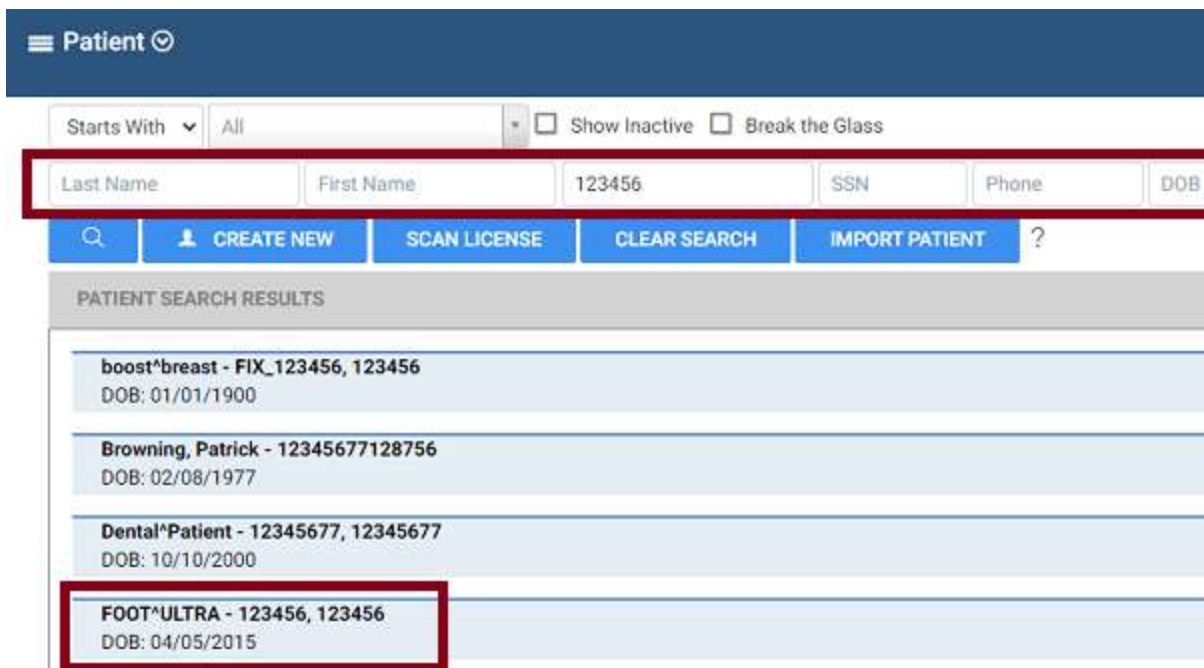 Patient
Starts With All Show Inactive Break the Glass
Last Name First Name 123456 SSN Phone DOB
CREATE NEW SCAN LICENSE CLEAR SEARCH IMPORT PATIENT ?
PATIENT SEARCH RESULTS
boost^breast - FIX_123456, 123456
DOB: 01/01/1900
Browning, Patrick - 12345677128756
DOB: 02/08/1977
Dental^Patient - 12345677, 12345677
DOB: 10/10/2000
FOOT^ULTRA - 123456, 123456
DOB: 04/05/2015